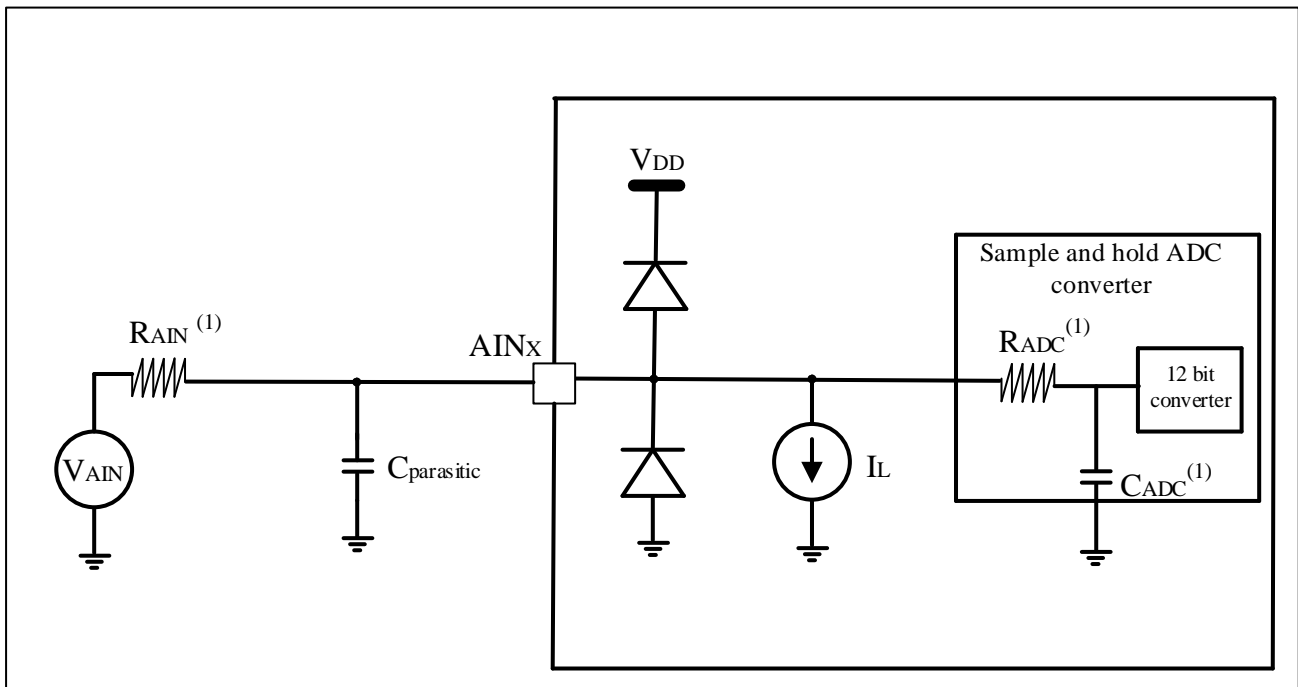 VDD
Sample and hold ADC
converter
RAIN (1)
AINX
RADC(1)
12 bit
converter
VAIN
Cparasitic
IL
CADC(1)